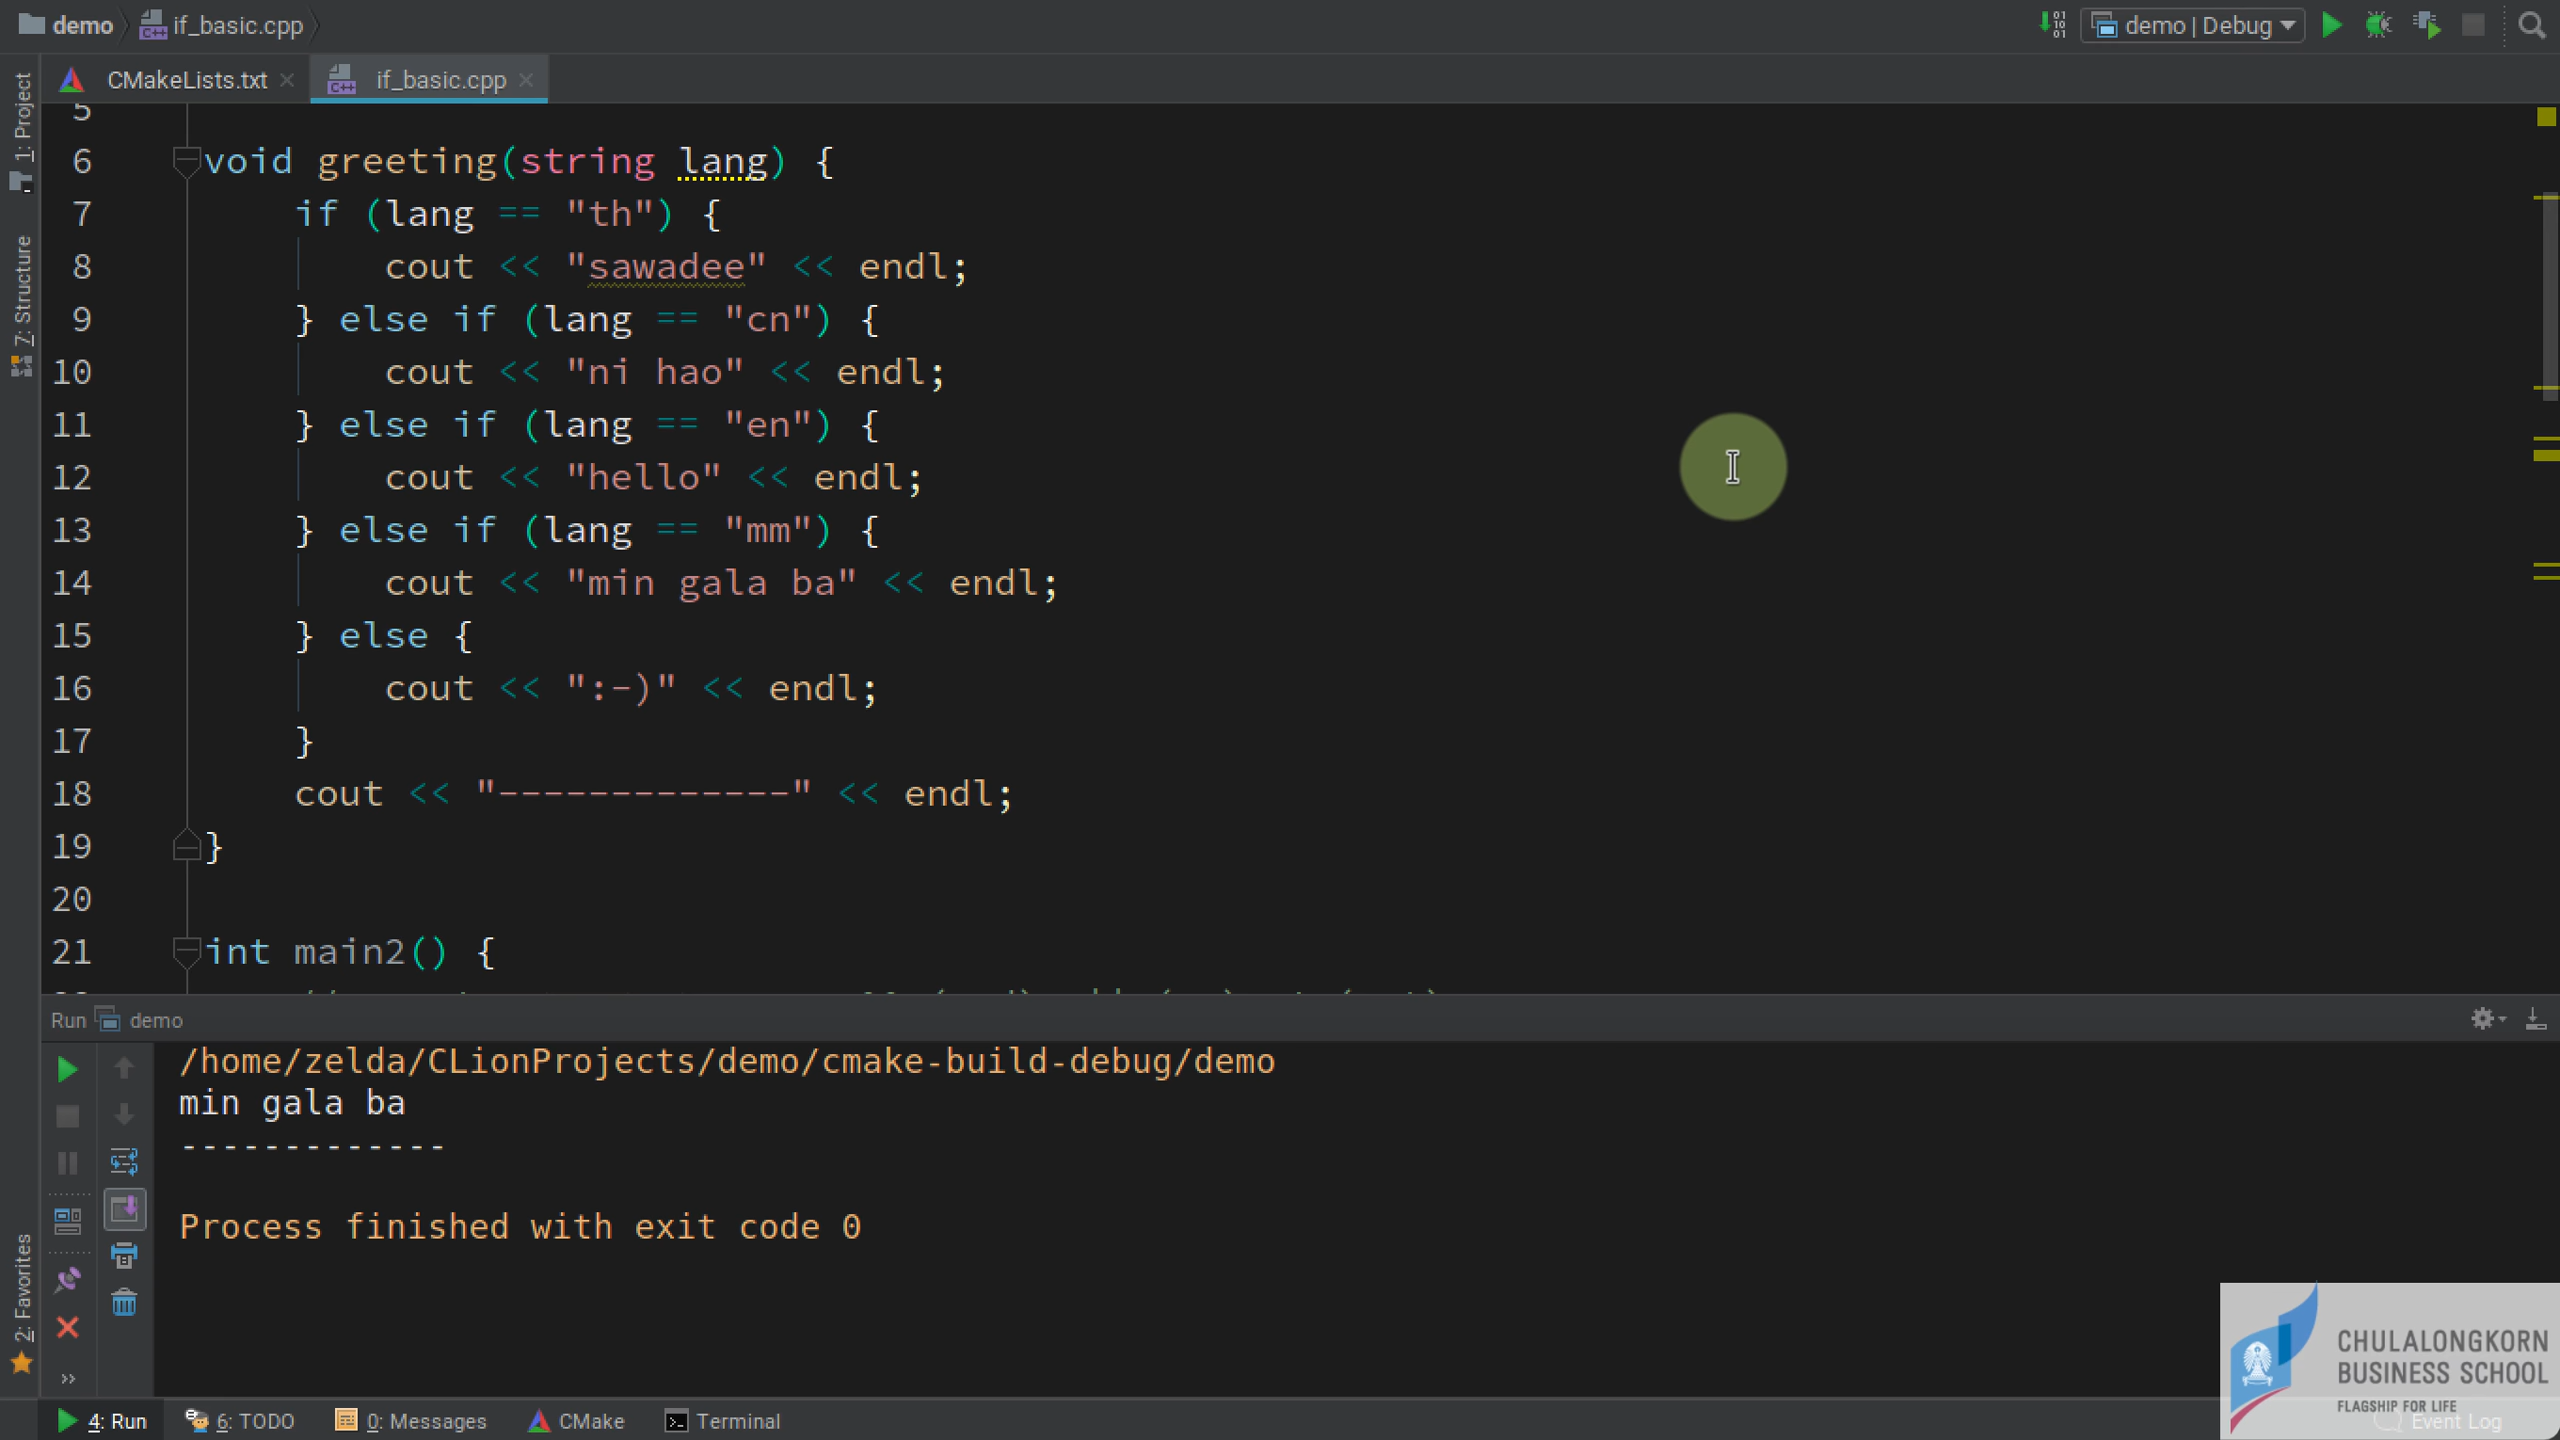 demo if_basic.cpp demo | Debug
CMakeLists.txt if_basic.cpp
1: Project
7: Structure
2: Favorites
5
6 void greeting(string lang) {
7 if (lang == "th") {
8 cout << "sawadee" << endl;
9 } else if (lang == "cn") {
10 cout << "ni hao" << endl;
11 } else if (lang == "en") {
12 cout << "hello" << endl;
13 } else if (lang == "mm") {
14 cout << "min gala ba" << endl;
15 } else {
16 cout << ":-)" << endl;
17 }
18 cout << "-------------" << endl;
19 }
20
21 int main2() {
Run demo
/home/zelda/CLionProjects/demo/cmake-build-debug/demo
min gala ba
-------------
Process finished with exit code 0
CHULALONGKORN
BUSINESS SCHOOL
FLAGSHIP FOR LIFE
4: Run 6: TODO 0: Messages CMake Terminal Event Log